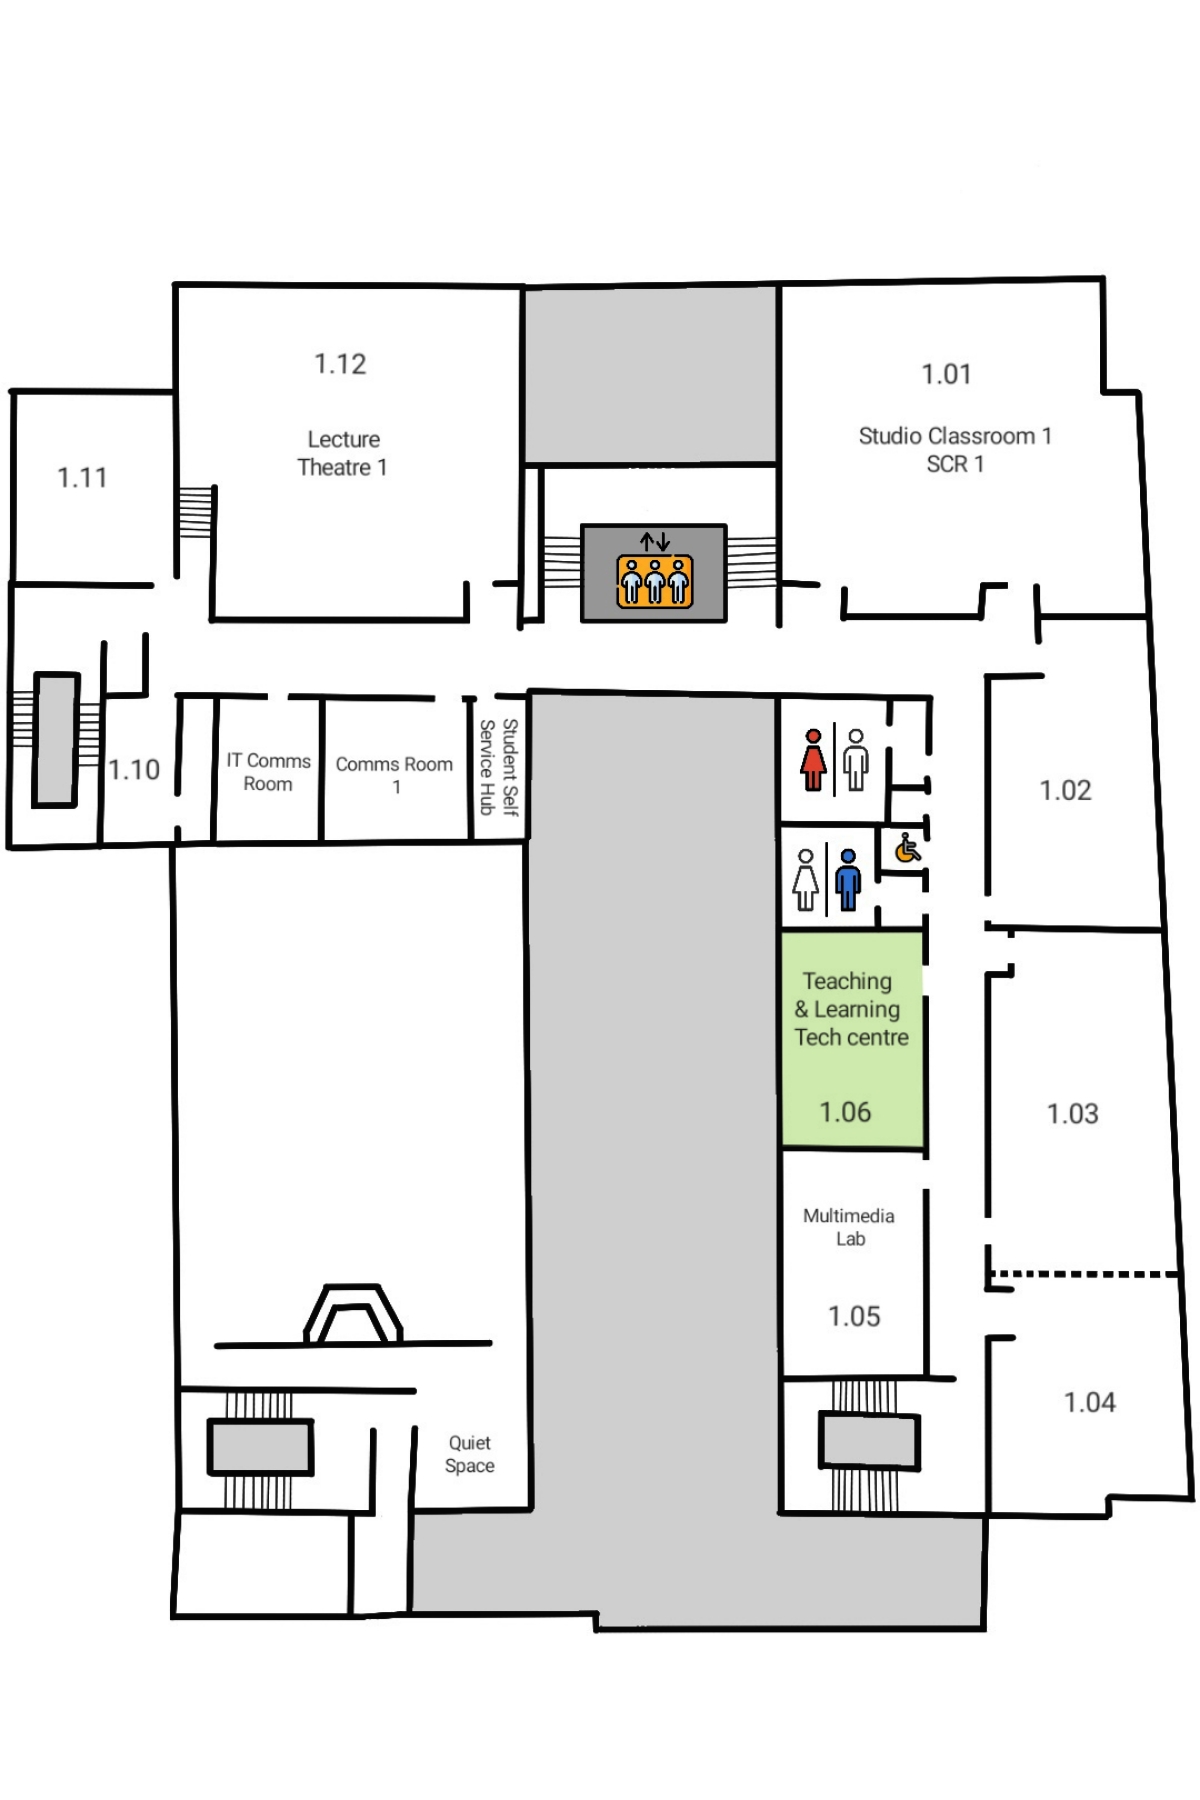 1.12
Lecture
Theatre 1
1.01
Studio Classroom 1
SCR 1
1.11
1.10
IT Comms
Room
Comms Room
1
Student Self
Service Hub
1.02
Teaching
& Learning
Tech centre
1.06
1.03
Multimedia
Lab
1.05
1.04
Quiet
Space